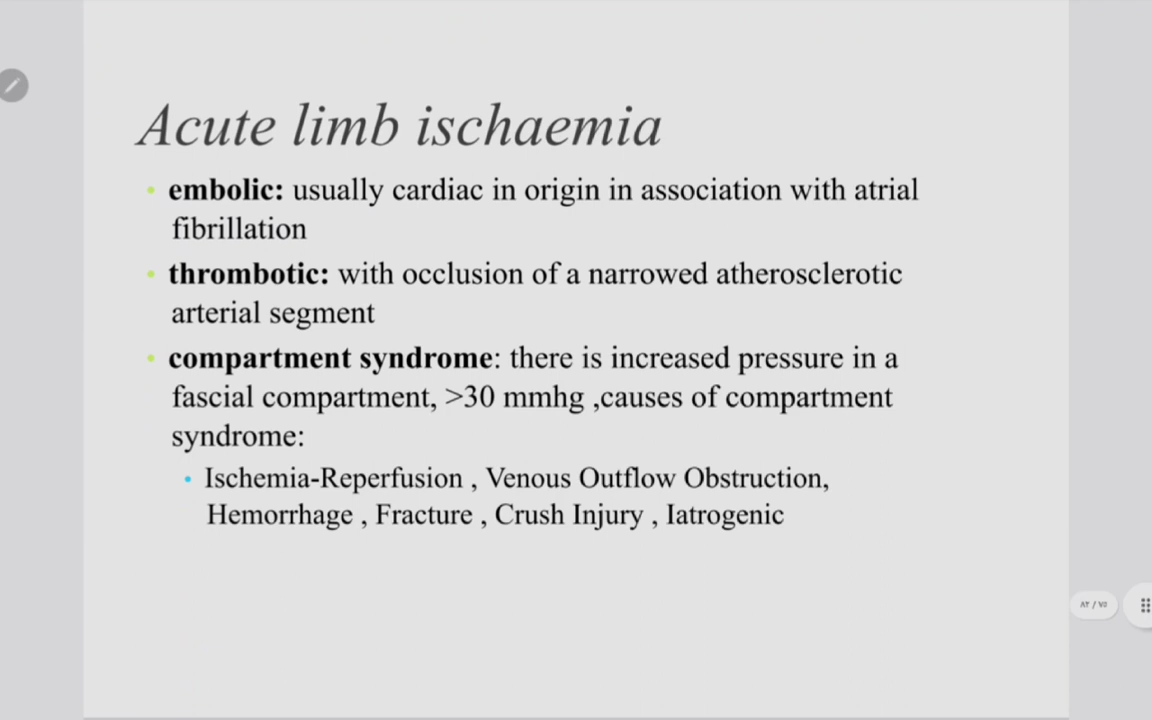 Acute limb ischaemia
• embolic: usually cardiac in origin in association with atrial
fibrillation
• thrombotic: with occlusion of a narrowed atherosclerotic
arterial segment
• compartment syndrome: there is increased pressure in a
fascial compartment, >30 mmhg ,causes of compartment
syndrome:
• Ischemia-Reperfusion , Venous Outflow Obstruction,
Hemorrhage , Fracture , Crush Injury , Iatrogenic